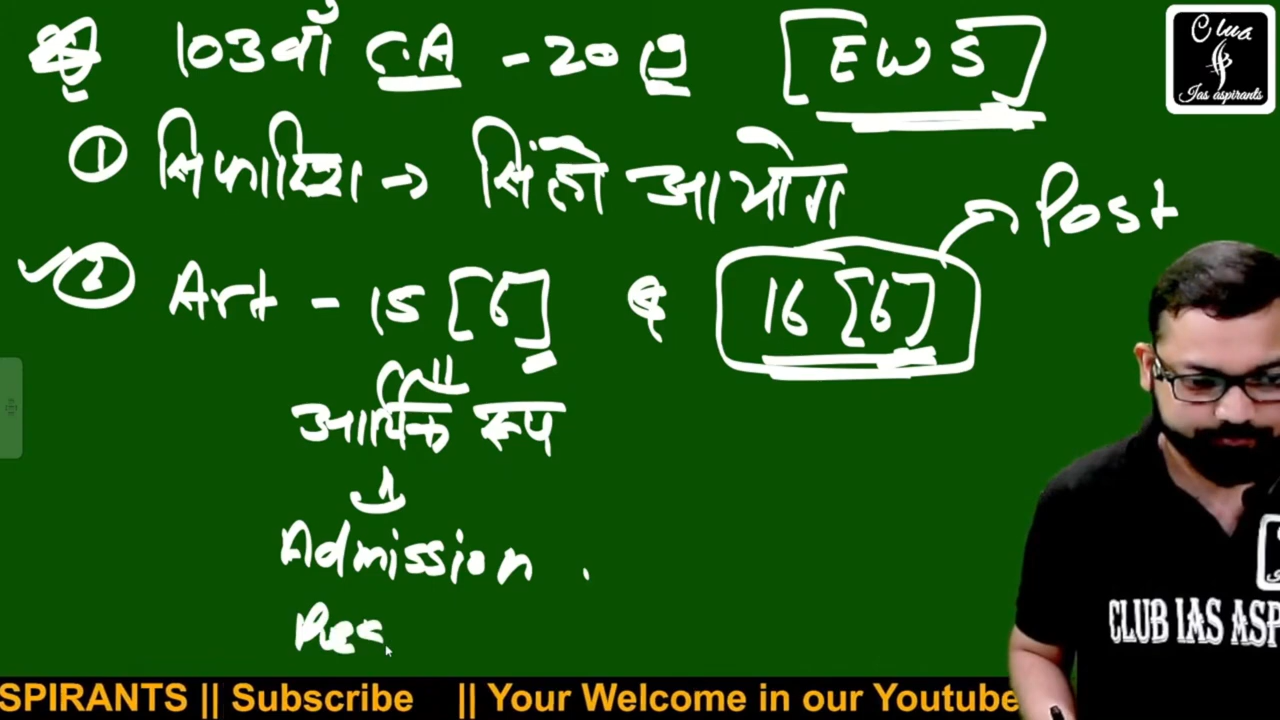 103वाँ C.A - 2019 [EWS]
Club
Ias aspirants
① सिफारिश → सिंहो आयोग
Post
② Art - 15 [6] & 16 [6]
आर्थिक रूप
Admission
Res
CLUB IAS ASP
SPIRANTS || Subscribe || Your Welcome in our Youtube